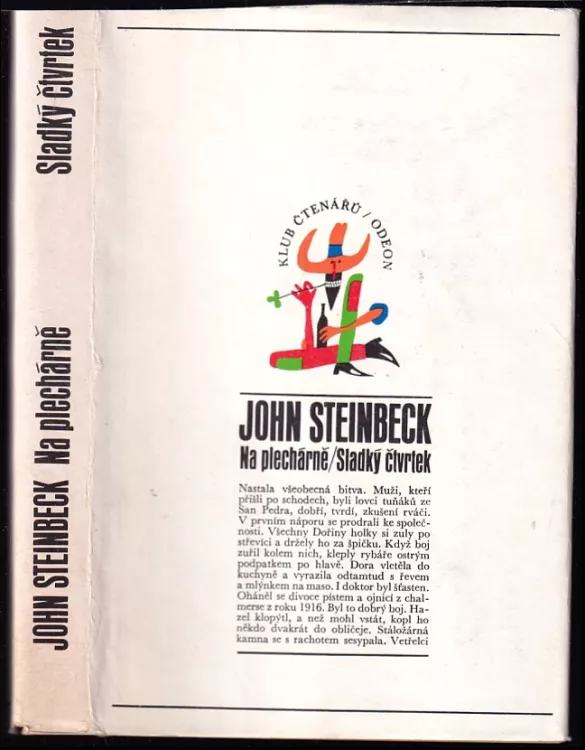 Sladký čtvrtek
JOHN STEINBECK Na plechárně
KLUB ČTENÁŘŮ / ODEON
JOHN STEINBECK
Na plechárně/Sladký čtvrtek
Nastala všeobecná bitva. Muži, kteří
přišli po schodech, byli lovci tuňáků ze
San Pedra, dobří, tvrdí, zkušení rváči.
V prvním náporu se prodrali ke společ-
nosti. Všechny Dořiny holky si zuly po
střevíci a držely ho za špičku. Když boj
zuřil kolem nich, kleply rybáře ostrým
podpatkem po hlavě. Dora vletěla do
kuchyně a vyrazila odtamtud s řevem
a mlýnkem na maso. I doktor byl šťasten.
Oháněl se divoce pístem a ojnicí z chal-
merse z roku 1916. Byl to dobrý boj. Ha-
zel klopýtl, a než mohl vstát, kopl ho
někdo dvakrát do obličeje. Stáložárná
kamna se s rachotem sesypala. Vetřelci